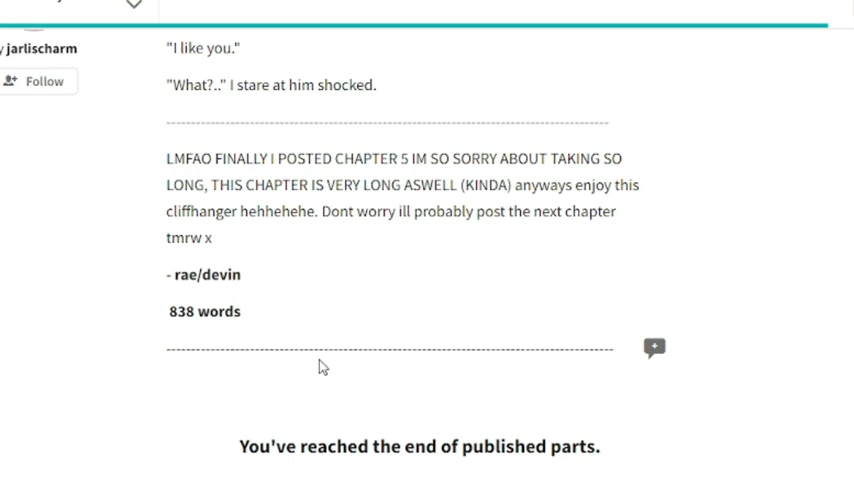 jarlischarm
Follow
"I like you."
"What?.." I stare at him shocked.
LMFAO FINALLY I POSTED CHAPTER 5 IM SO SORRY ABOUT TAKING SO
LONG, THIS CHAPTER IS VERY LONG ASWELL (KINDA) anyways enjoy this
cliffhanger hehhehehe. Dont worry ill probably post the next chapter
tmrw x
- rae/devin
838 words
You've reached the end of published parts.